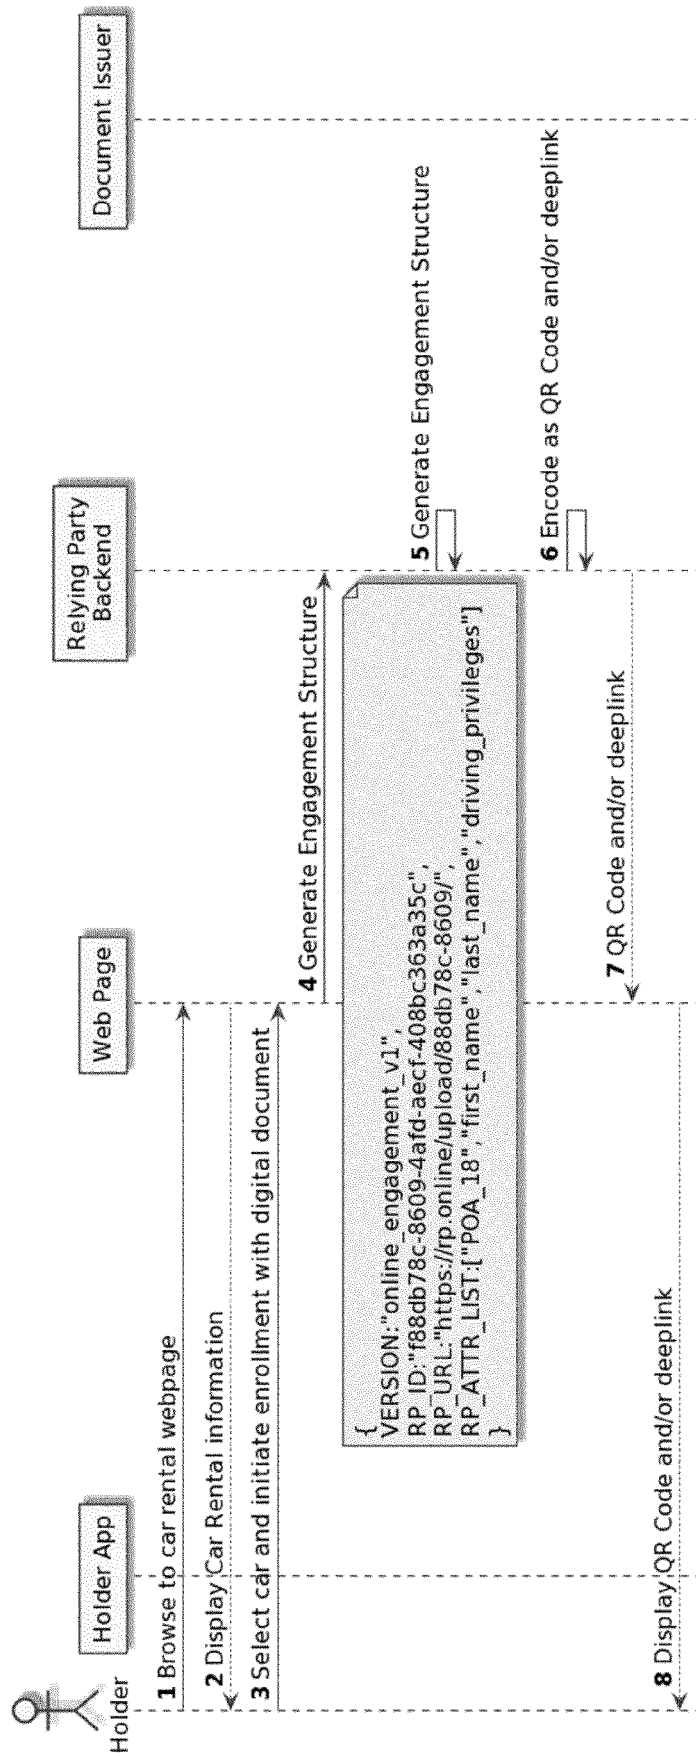 Holder
Holder App
Web Page
Relying Party
Backend
Document Issuer
1 Browse to car rental webpage
2 Display Car Rental information
3 Select car and initiate enrollment with digital document
4 Generate Engagement Structure
{
VERSION:"online_engagement_v1",
RP_ID:"f88db78c-8609-4afd-aecf-408bc363a35c",
RP_URL:"https://rp.online/upload/88db78c-8609/",
RP_ATTR_LIST:["POA_18","first_name","last_name","driving_privileges"]
}
5 Generate Engagement Structure
6 Encode as QR Code and/or deeplink
7 QR Code and/or deeplink
8 Display QR Code and/or deeplink